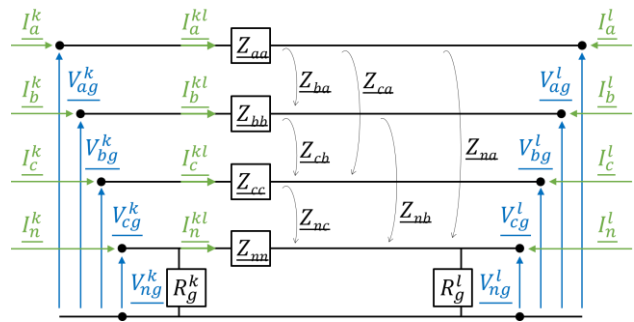 I_a^k I_a^kl Z_aa I_a^l
V_ag^k Z_ba Z_ca V_ag^l
I_b^k I_b^kl Z_bb I_b^l
V_bg^k Z_cb Z_na V_bg^l
I_c^k I_c^kl Z_cc I_c^l
V_cg^k Z_nc Z_nb V_cg^l
I_n^k I_n^kl Z_nn I_n^l
V_ng^k R_g^k R_g^l V_ng^l